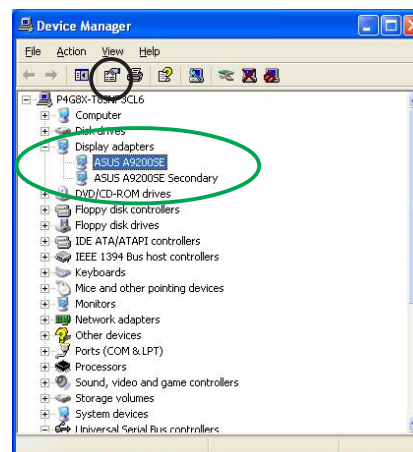 Device Manager
File Action View Help
Computer
Disk drives
Display adapters
ASUS A9200SE
ASUS A9200SE Secondary
DVD/CD-ROM drives
Floppy disk controllers
Floppy disk drives
IDE ATA/ATAPI controllers
IEEE 1394 Bus host controllers
Keyboards
Mice and other pointing devices
Monitors
Network adapters
Other devices
Ports (COM & LPT)
Processors
Sound, video and game controllers
Storage volumes
System devices
Universal Serial Bus controllers